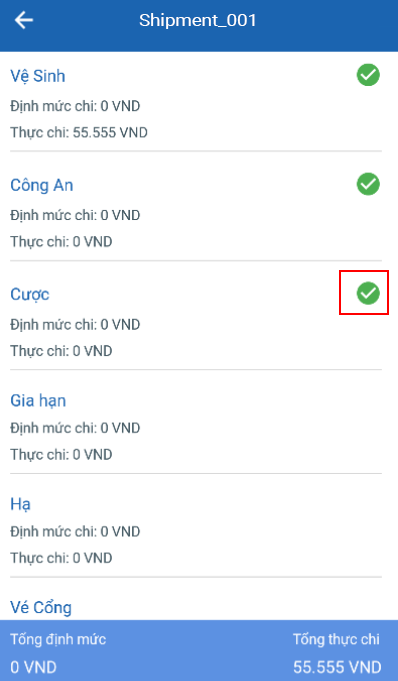 Shipment_001
Vệ Sinh
Định mức chi: 0 VND
Thực chi: 55.555 VND
Công An
Định mức chi: 0 VND
Thực chi: 0 VND
Cược
Định mức chi: 0 VND
Thực chi: 0 VND
Gia hạn
Định mức chi: 0 VND
Thực chi: 0 VND
Hạ
Định mức chi: 0 VND
Thực chi: 0 VND
Vé Cổng
Tổng định mức Tổng thực chi
0 VND 55.555 VND